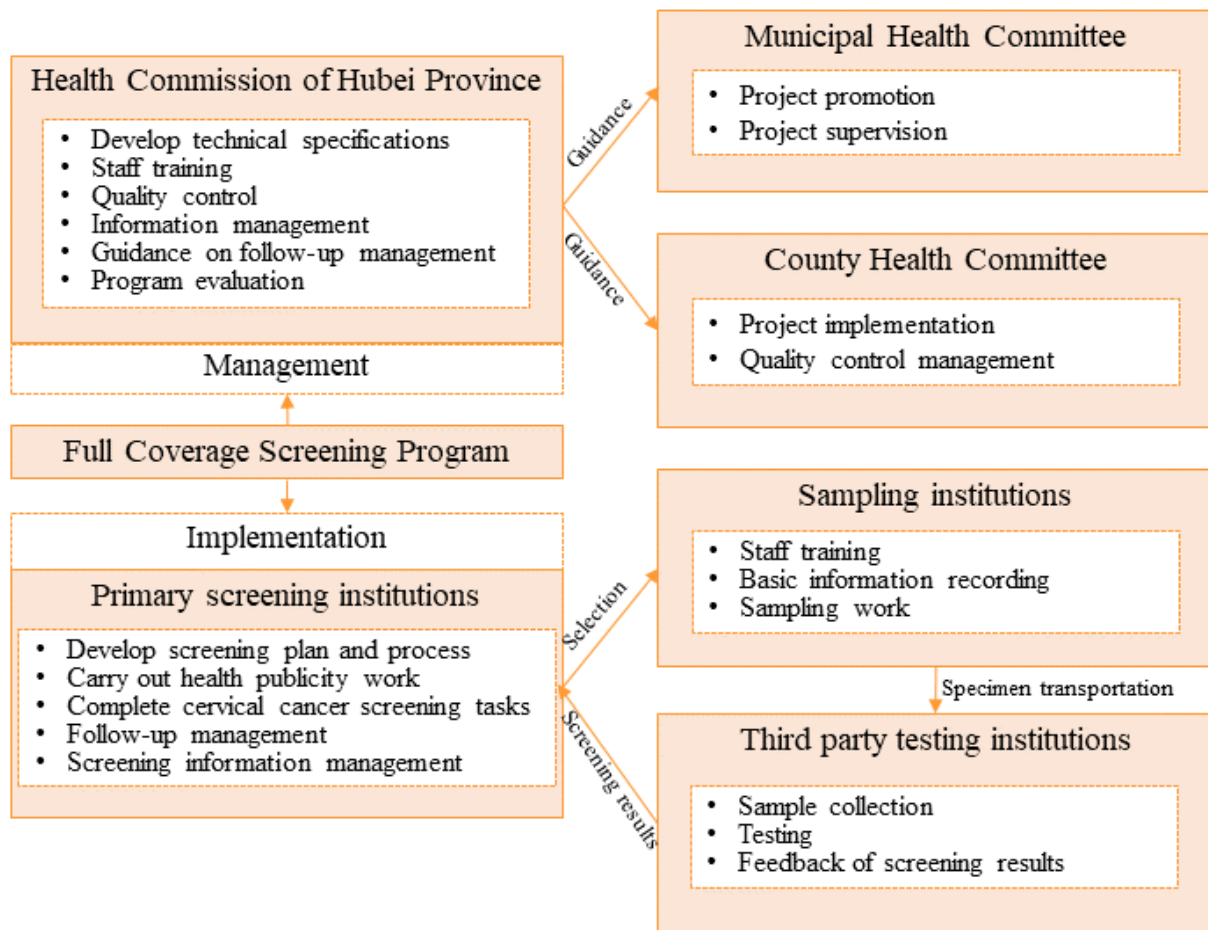 Health Commission of Hubei Province
• Develop technical specifications
• Staff training
• Quality control
• Information management
• Guidance on follow-up management
• Program evaluation
Management
Guidance
Guidance
Municipal Health Committee
• Project promotion
• Project supervision
County Health Committee
• Project implementation
• Quality control management
Full Coverage Screening Program
Implementation
Primary screening institutions
• Develop screening plan and process
• Carry out health publicity work
• Complete cervical cancer screening tasks
• Follow-up management
• Screening information management
Selection
Screening results
Sampling institutions
• Staff training
• Basic information recording
• Sampling work
Specimen transportation
Third party testing institutions
• Sample collection
• Testing
• Feedback of screening results